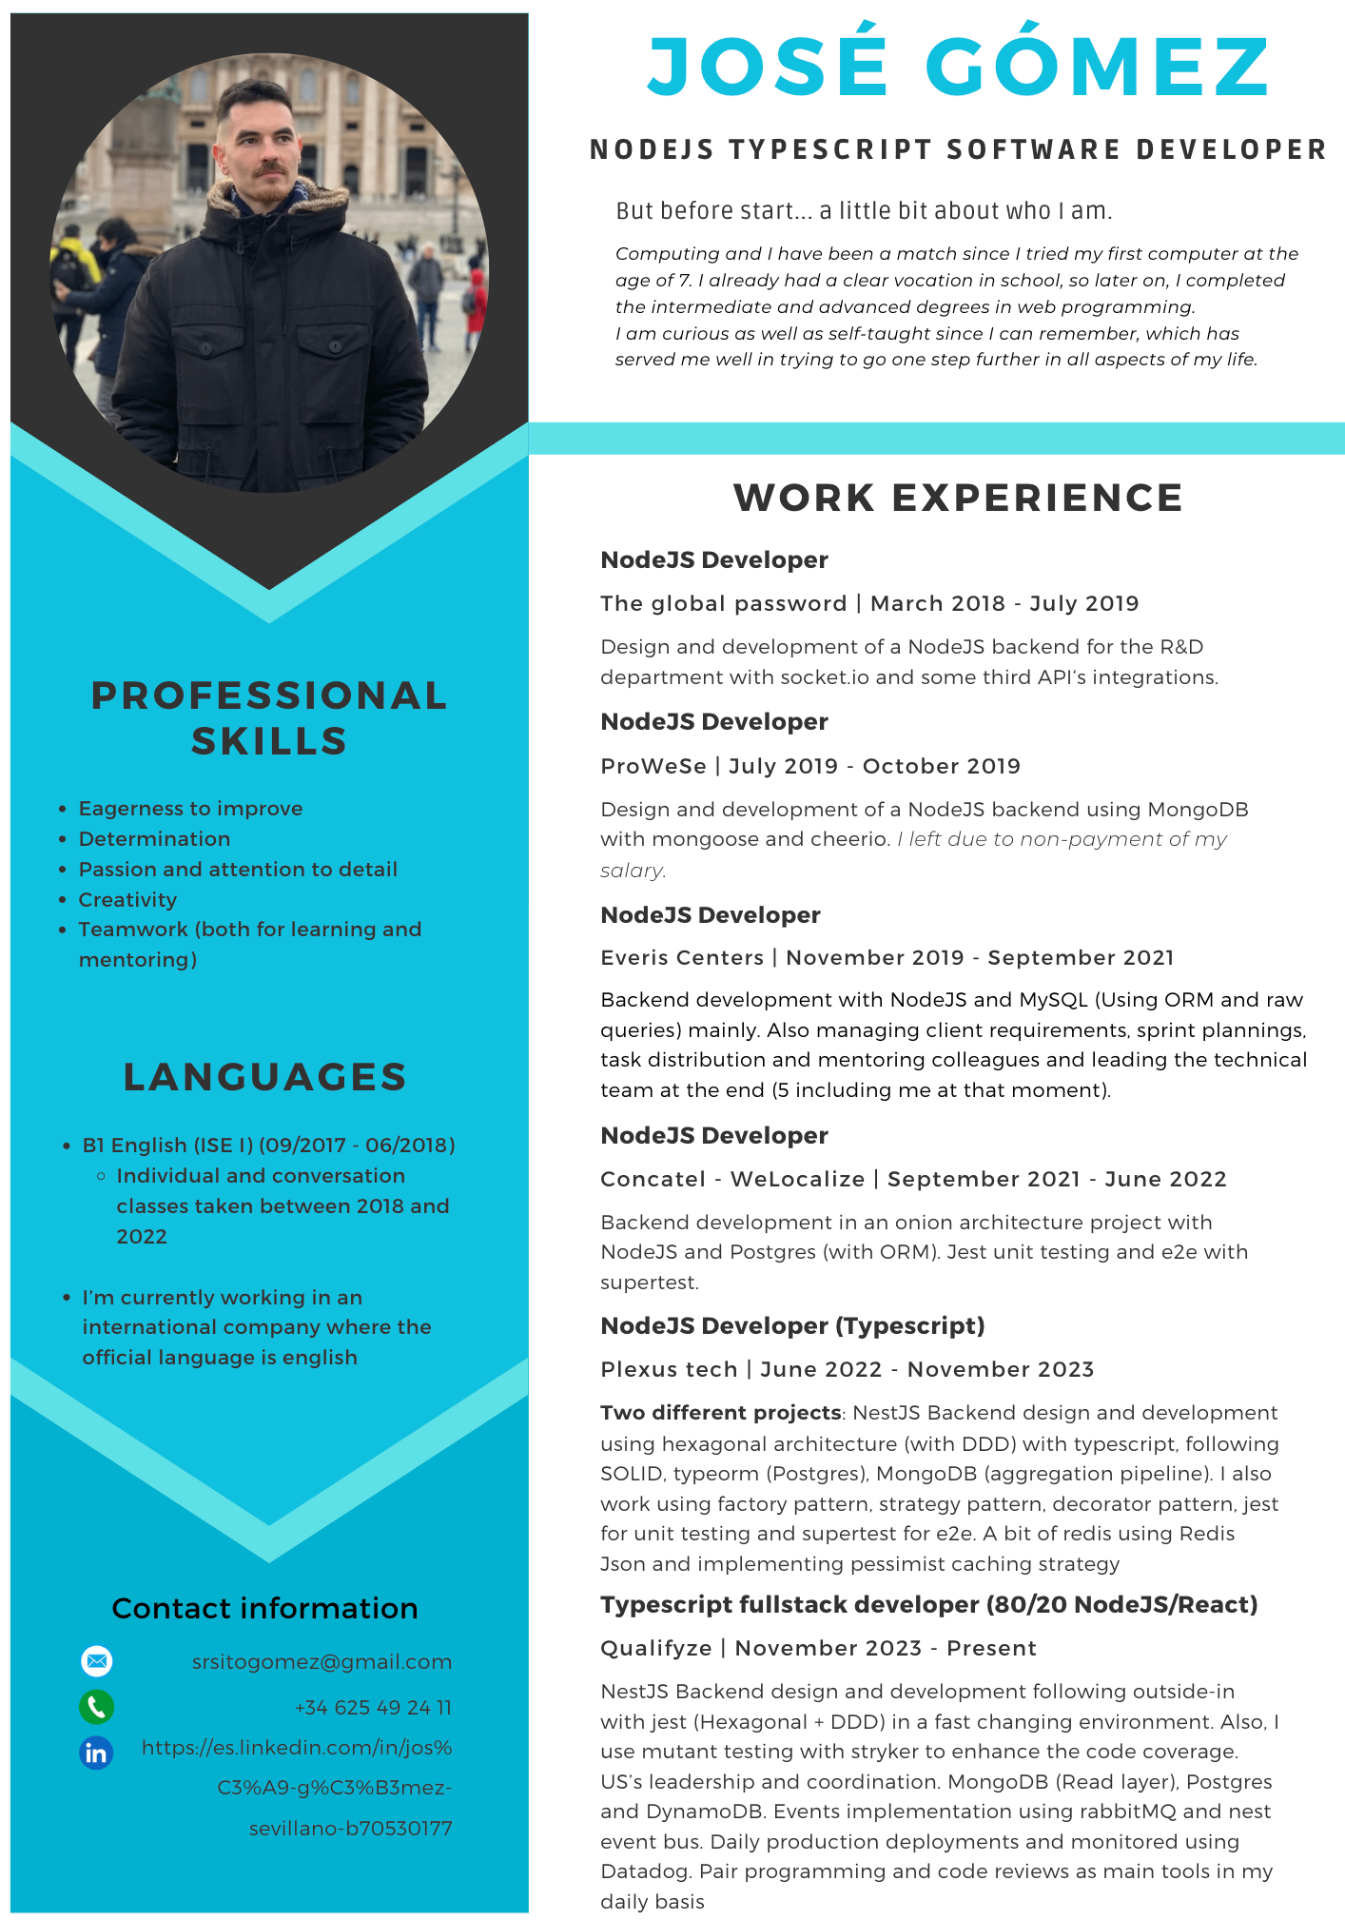 JOSÉ GÓMEZ
NODEJS TYPESCRIPT SOFTWARE DEVELOPER
But before start... a little bit about who I am.
Computing and I have been a match since I tried my first computer at the
age of 7. I already had a clear vocation in school, so later on, I completed
the intermediate and advanced degrees in web programming.
I am curious as well as self-taught since I can remember, which has
served me well in trying to go one step further in all aspects of my life.
PROFESSIONAL
SKILLS
• Eagerness to improve
• Determination
• Passion and attention to detail
• Creativity
• Teamwork (both for learning and
mentoring)
LANGUAGES
• B1 English (ISE I) (09/2017 - 06/2018)
◦ Individual and conversation
classes taken between 2018 and
2022
• I'm currently working in an
international company where the
official language is english
Contact information
srsitogomez@gmail.com
+34 625 49 24 11
in
https://es.linkedin.com/in/jos%
C3%A9-g%C3%B3mez-
sevillano-b70530177
WORK EXPERIENCE
NodeJS Developer
The global password | March 2018 - July 2019
Design and development of a NodeJS backend for the R&D
department with socket.io and some third API's integrations.
NodeJS Developer
ProWeSe | July 2019 - October 2019
Design and development of a NodeJS backend using MongoDB
with mongoose and cheerio. I left due to non-payment of my
salary.
NodeJS Developer
Everis Centers | November 2019 - September 2021
Backend development with NodeJS and MySQL (Using ORM and raw
queries) mainly. Also managing client requirements, sprint plannings,
task distribution and mentoring colleagues and leading the technical
team at the end (5 including me at that moment).
NodeJS Developer
Concatel - WeLocalize | September 2021 - June 2022
Backend development in an onion architecture project with
NodeJS and Postgres (with ORM). Jest unit testing and e2e with
supertest.
NodeJS Developer (Typescript)
Plexus tech | June 2022 - November 2023
Two different projects: NestJS Backend design and development
using hexagonal architecture (with DDD) with typescript, following
SOLID, typeorm (Postgres), MongoDB (aggregation pipeline). I also
work using factory pattern, strategy pattern, decorator pattern, jest
for unit testing and supertest for e2e. A bit of redis using Redis
Json and implementing pessimist caching strategy
Typescript fullstack developer (80/20 NodeJS/React)
Qualifyze | November 2023 - Present
NestJS Backend design and development following outside-in
with jest (Hexagonal + DDD) in a fast changing environment. Also, I
use mutant testing with stryker to enhance the code coverage.
US's leadership and coordination. MongoDB (Read layer), Postgres
and DynamoDB. Events implementation using rabbitMQ and nest
event bus. Daily production deployments and monitored using
Datadog. Pair programming and code reviews as main tools in my
daily basis